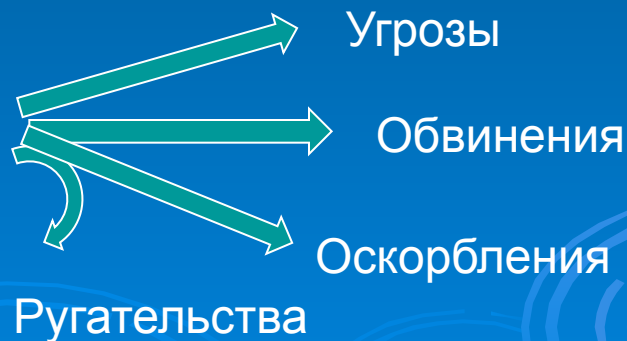 Угрозы
Обвинения
Оскорбления
Ругательства